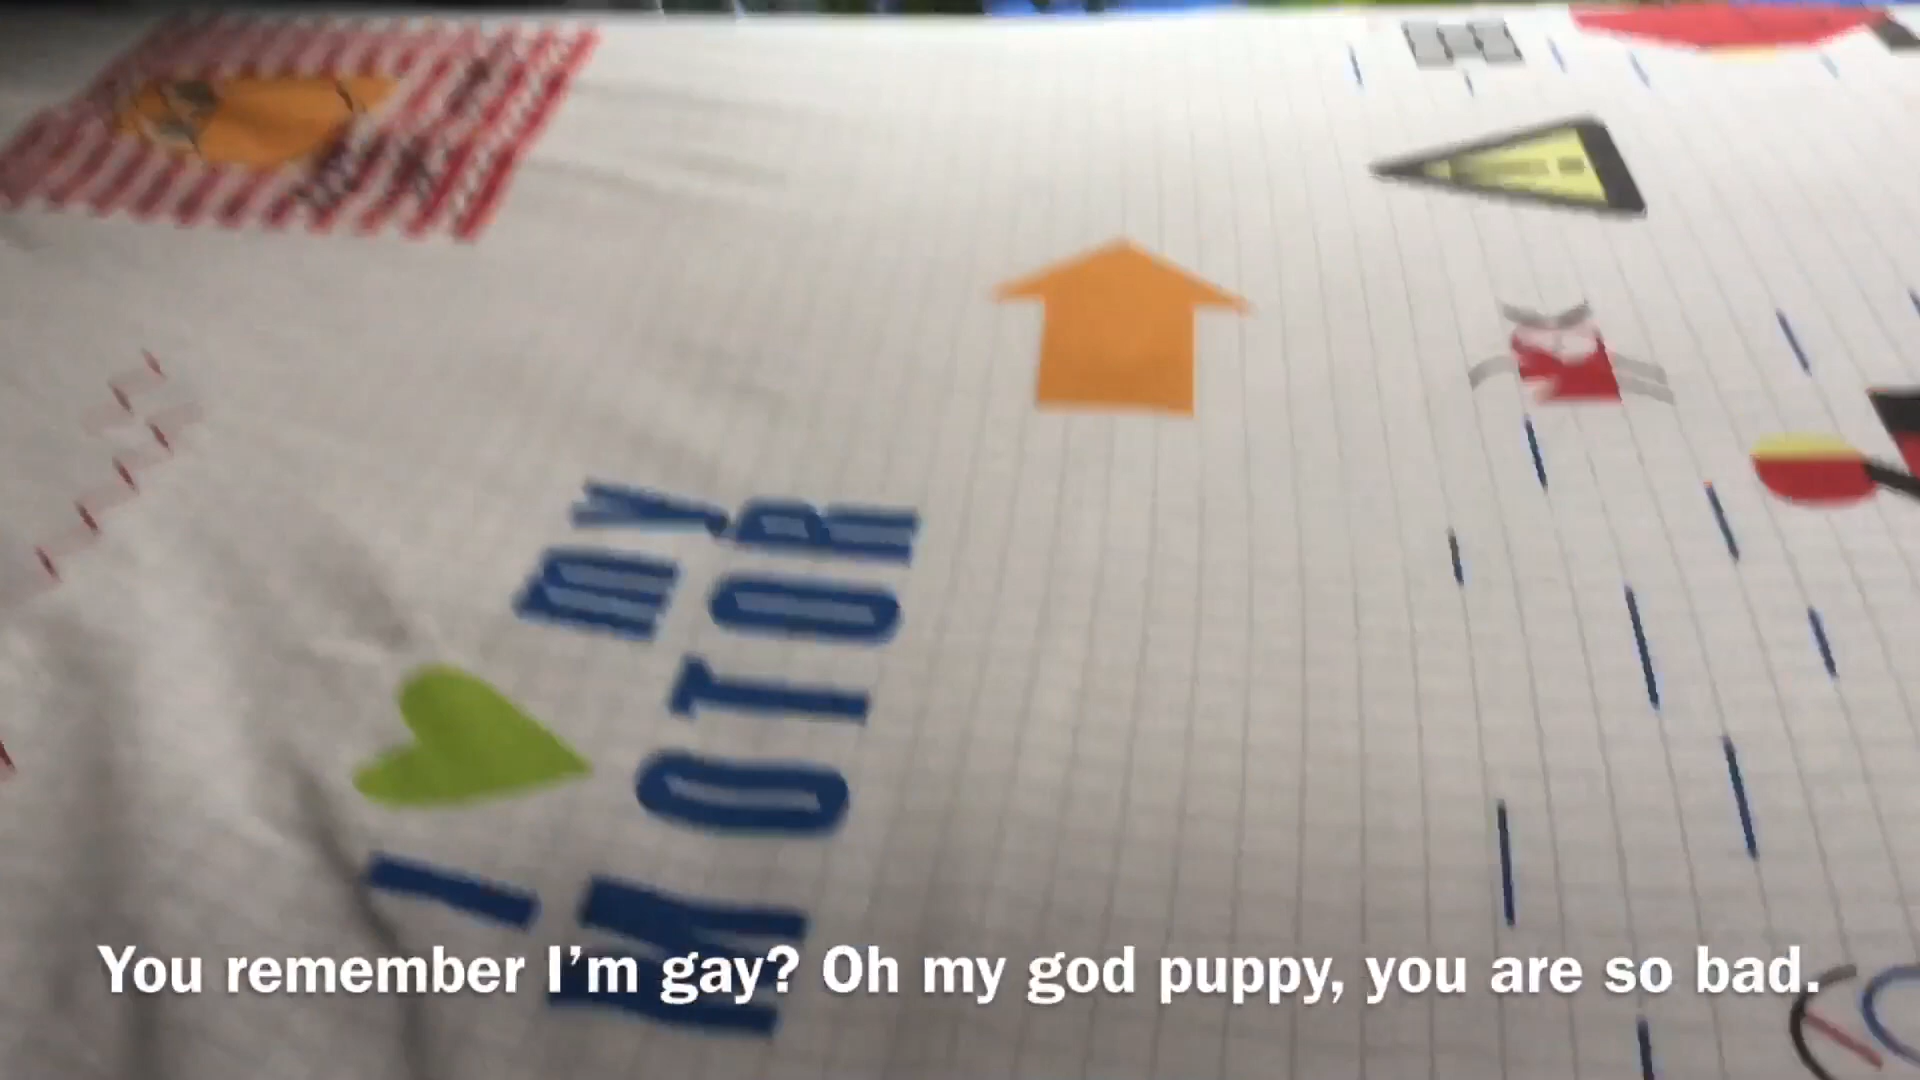 I ♥ MY
MOTOR
You remember I’m gay? Oh my god puppy, you are so bad.